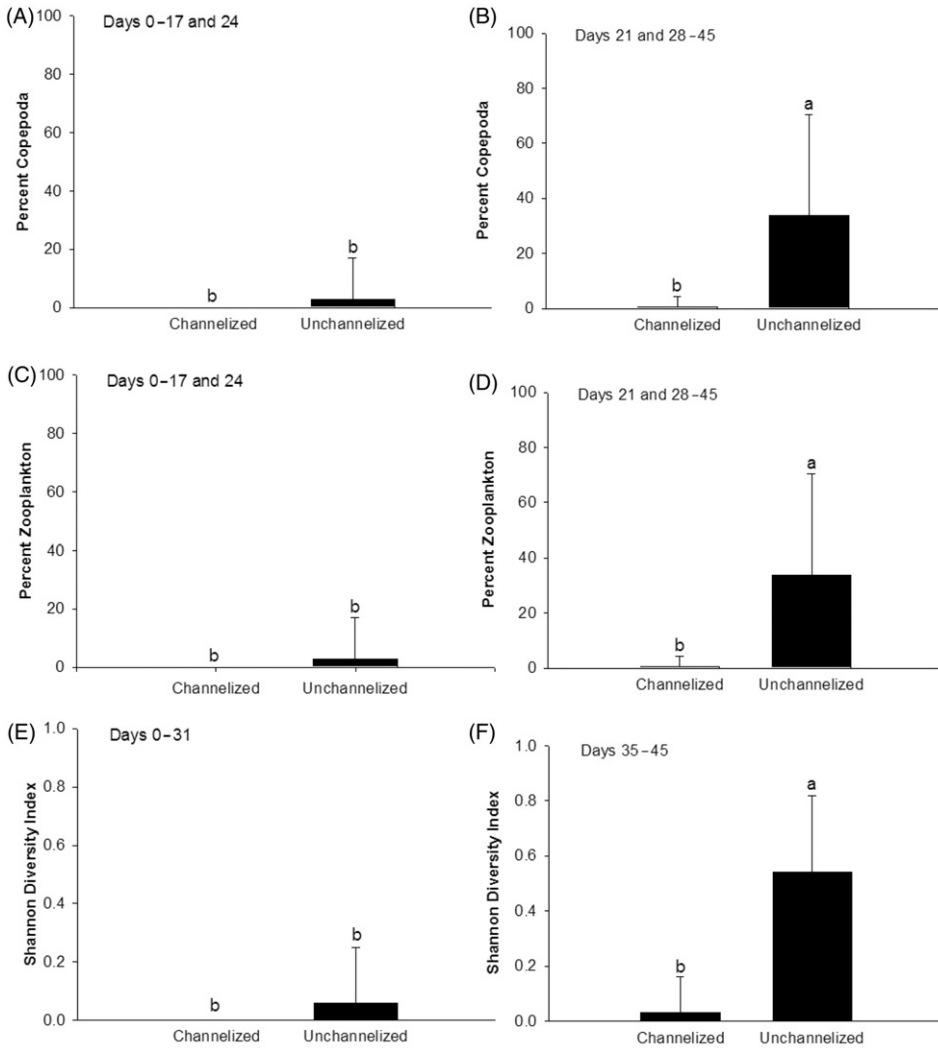 (A)
Days 0–17 and 24
Percent Copepoda
100
80
60
40
20
0
b
b
Channelized
Unchannelized
(B)
Days 21 and 28–45
Percent Copepoda
100
80
60
40
20
0
b
a
Channelized
Unchannelized
(C)
Days 0–17 and 24
Percent Zooplankton
100
80
60
40
20
0
b
b
Channelized
Unchannelized
(D)
Days 21 and 28–45
Percent Zooplankton
100
80
60
40
20
0
b
a
Channelized
Unchannelized
(E)
Days 0–31
Shannon Diversity Index
1.0
0.8
0.6
0.4
0.2
0.0
b
b
Channelized
Unchannelized
(F)
Days 35–45
Shannon Diversity Index
1.0
0.8
0.6
0.4
0.2
0.0
b
a
Channelized
Unchannelized